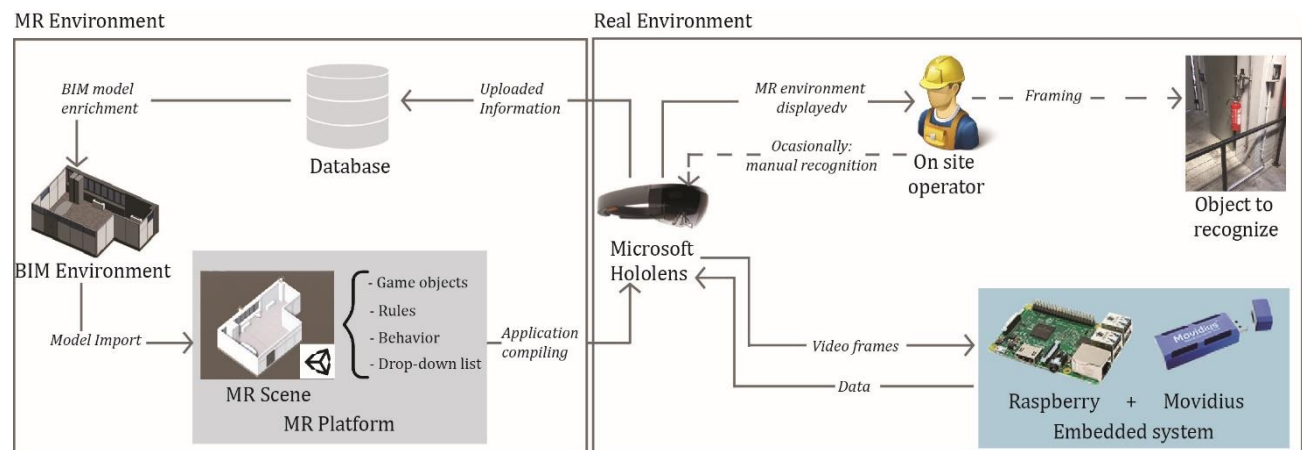 MR Environment
BIM model
enrichment
Uploaded
Information
Database
BIM Environment
Model Import
- Game objects
- Rules
- Behavior
- Drop-down list
MR Scene
MR Platform
Application
compiling
Real Environment
MR environment
displayedv
Ocasionally:
manual recognition
On site
operator
Framing
Object to
recognize
Microsoft
Hololens
Video frames
Data
Movidius
Raspberry + Movidius
Embedded system